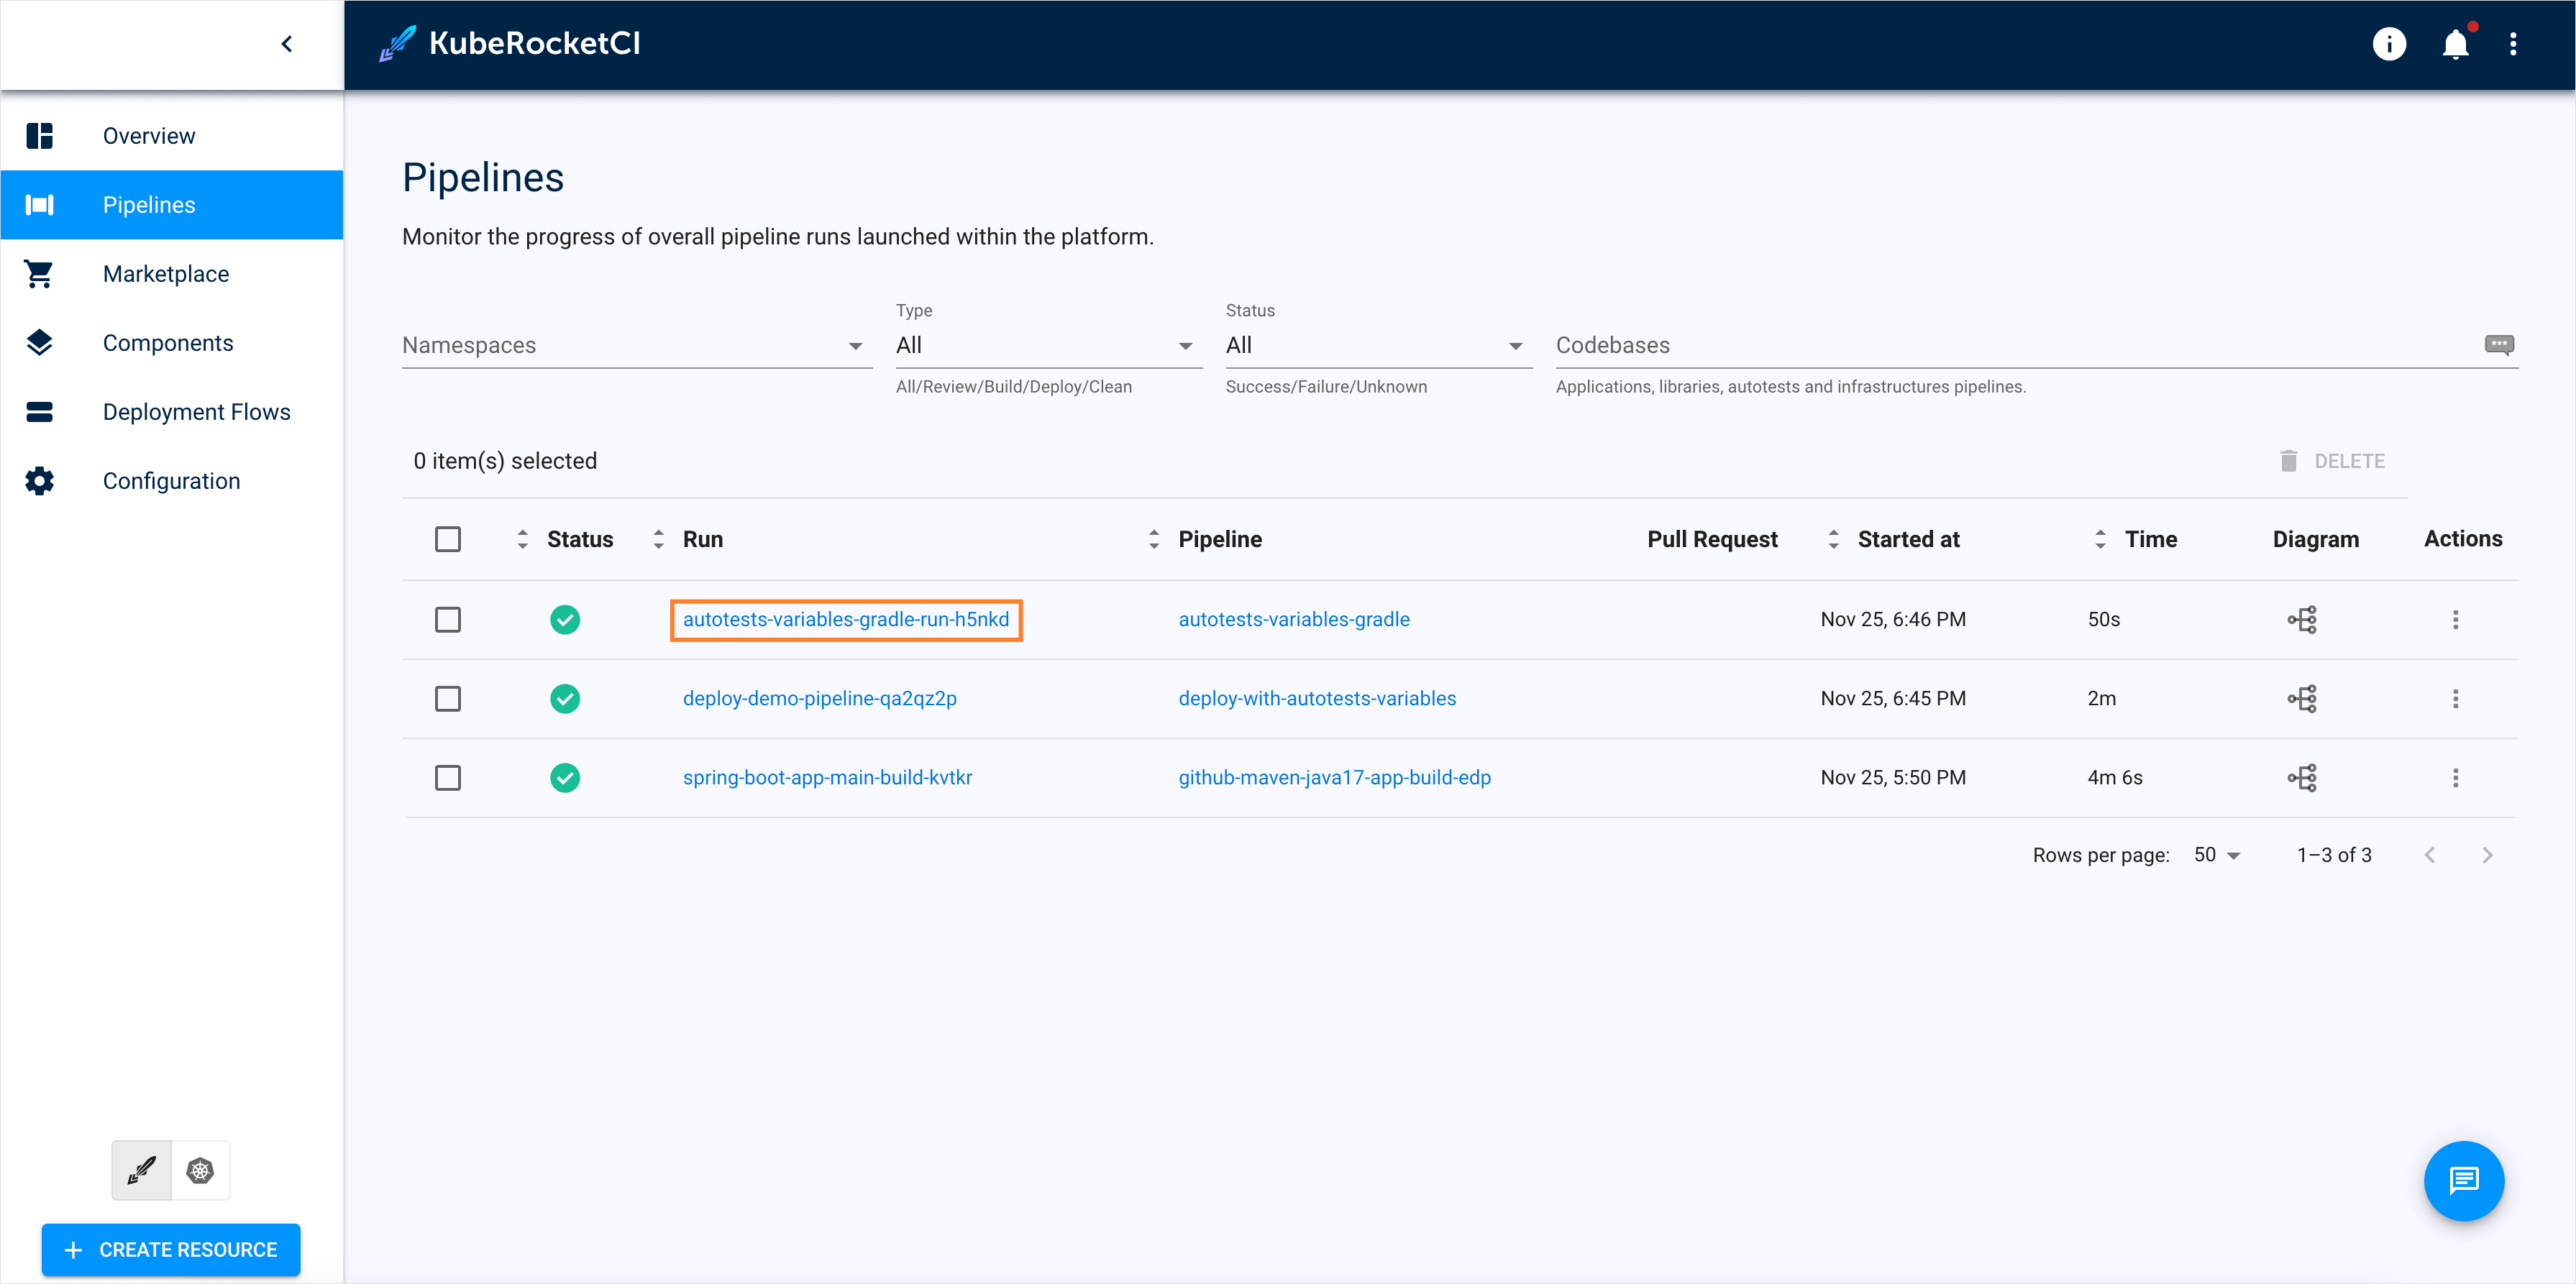 KubeRocketCI
Overview
Pipelines
Marketplace
Components
Deployment Flows
Configuration
CREATE RESOURCE
Pipelines
Monitor the progress of overall pipeline runs launched within the platform.
Namespaces
Type
All
All/Review/Build/Deploy/Clean
Status
All
Success/Failure/Unknown
Codebases
Applications, libraries, autotests and infrastructures pipelines.
0 item(s) selected
DELETE
Status Run Pipeline Pull Request Started at Time Diagram Actions
autotests-variables-gradle-run-h5nkd autotests-variables-gradle Nov 25, 6:46 PM 50s
deploy-demo-pipeline-qa2qz2p deploy-with-autotests-variables Nov 25, 6:45 PM 2m
spring-boot-app-main-build-kvtkr github-maven-java17-app-build-edp Nov 25, 5:50 PM 4m 6s
Rows per page: 50 1–3 of 3